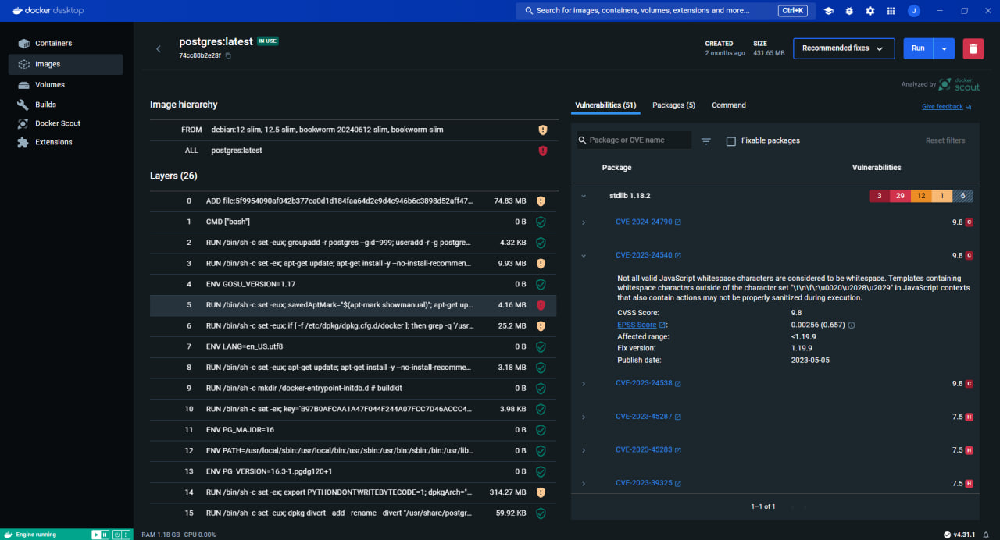 docker desktop
Search for images, containers, volumes, extensions and more...
Ctrl+K
J
Containers
Images
Volumes
Builds
Docker Scout
Extensions
postgres:latest IN USE
74cc00b2e28f
CREATED
2 months ago
SIZE
431.65 MB
Recommended fixes
Run
Analyzed by docker scout
Give feedback
Image hierarchy
FROM debian:12-slim, 12.5-slim, bookworm-20240612-slim, bookworm-slim
ALL postgres:latest
Layers (26)
0 ADD file:5f9954090af042b377ea0d1d184faa64d2e9d4c946b6c3898d52aff47... 74.83 MB
1 CMD ["bash"] 0 B
2 RUN /bin/sh -c set -eux; groupadd -r postgres --gid=999; useradd -r -g postgre... 4.32 KB
3 RUN /bin/sh -c set -ex; apt-get update; apt-get install -y --no-install-recommen... 9.93 MB
4 ENV GOSU_VERSION=1.17 0 B
5 RUN /bin/sh -c set -eux; savedAptMark="$(apt-mark showmanual)"; apt-get up... 4.16 MB
6 RUN /bin/sh -c set -eux; if [ -f /etc/dpkg/dpkg.cfg.d/docker ]; then grep -q '/usr... 25.2 MB
7 ENV LANG=en_US.utf8 0 B
8 RUN /bin/sh -c set -eux; apt-get update; apt-get install -y --no-install-recomme... 3.18 MB
9 RUN /bin/sh -c mkdir /docker-entrypoint-initdb.d # buildkit 0 B
10 RUN /bin/sh -c set -ex; key='B97B0AFCAA1A47F044F244A07FCC7D46ACCC4... 3.98 KB
11 ENV PG_MAJOR=16 0 B
12 ENV PATH=/usr/local/sbin:/usr/local/bin:/usr/sbin:/usr/bin:/sbin:/bin:/usr/lib... 0 B
13 ENV PG_VERSION=16.3-1.pgdg120+1 0 B
14 RUN /bin/sh -c set -ex; export PYTHONDONTWRITEBYTECODE=1; dpkgArch="... 314.27 MB
15 RUN /bin/sh -c set -eux; dpkg-divert --add --rename --divert "/usr/share/postgr... 59.92 KB
Vulnerabilities (51) Packages (5) Command
Package or CVE name
Fixable packages
Reset filters
Package Vulnerabilities
stdlib 1.18.2 3 29 12 1 6
CVE-2024-24790 9.8 C
CVE-2023-24540 9.8 C
Not all valid JavaScript whitespace characters are considered to be whitespace. Templates containing
whitespace characters outside of the character set "\t\n\f\r\u0020\u2028\u2029" in JavaScript contexts
that also contain actions may not be properly sanitized during execution.
CVSS Score: 9.8
EPSS Score: 0.00256 (0.657)
Affected range: <1.19.9
Fix version: 1.19.9
Publish date: 2023-05-05
CVE-2023-24538 9.8 C
CVE-2023-45287 7.5 H
CVE-2023-45283 7.5 H
CVE-2023-39325 7.5 H
1–1 of 1
Engine running
RAM 1.18 GB CPU 0.00%
v4.31.1